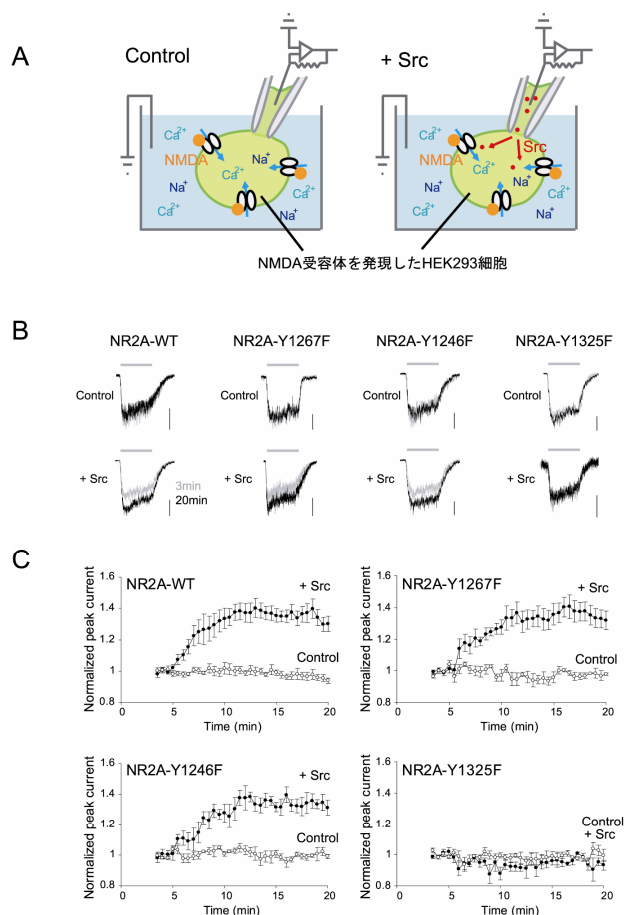 A
Control
+ Src
Ca2+
NMDA
Na+
Ca2+
Na+
Ca2+
Na+
Ca2+
NMDA
Src
Na+
Ca2+
Na+
Ca2+
Na+
Ca2+
NMDA受容体を発現したHEK293細胞
B
NR2A-WT
NR2A-Y1267F
NR2A-Y1246F
NR2A-Y1325F
Control
Control
Control
Control
+ Src
3min
20min
+ Src
+ Src
+ Src
C
NR2A-WT
+ Src
Control
Normalized peak current
1.6
1.4
1.2
1
0.8
0
5
10
15
20
Time (min)
NR2A-Y1267F
+ Src
Control
Normalized peak current
1.6
1.4
1.2
1
0.8
0
5
10
15
20
Time (min)
NR2A-Y1246F
+ Src
Control
Normalized peak current
1.6
1.4
1.2
1.0
0.8
0
5
10
15
20
Time (min)
NR2A-Y1325F
Control
+ Src
Normalized peak current
1.6
1.4
1.2
1.0
0.8
0
5
10
15
20
Time (min)